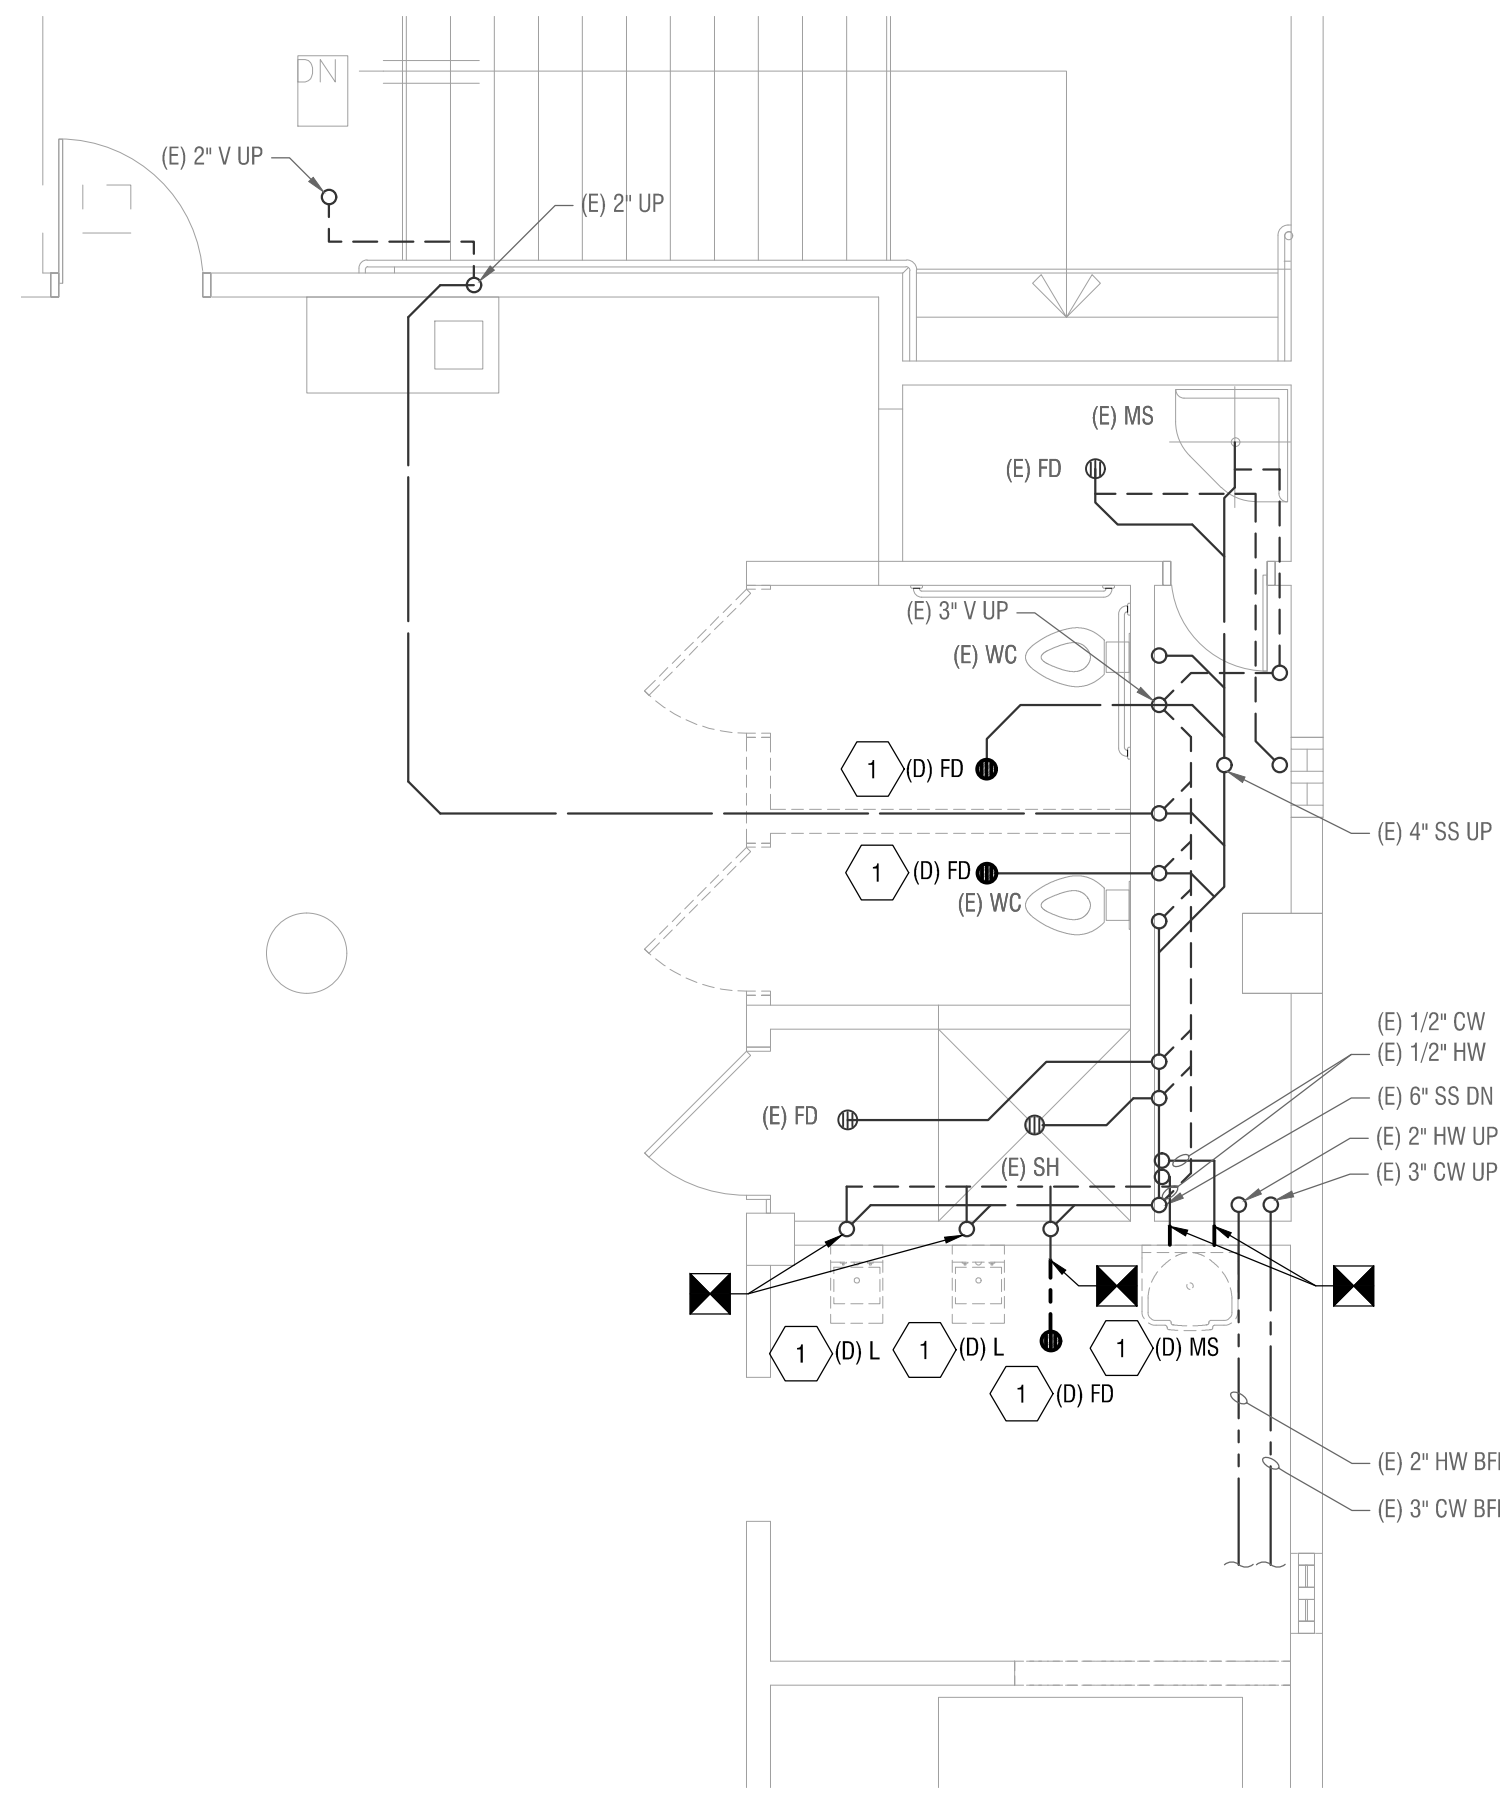 DN
(E) 2" V UP
(E) 2" UP
(E) MS
(E) FD
(E) 3" V UP
(E) WC
1 (D) FD
(E) 4" SS UP
1 (D) FD
(E) WC
(E) 1/2" CW
(E) 1/2" HW
(E) 6" SS DN
(E) FD
(E) 2" HW UP
(E) SH
(E) 3" CW UP
1 (D) L
1 (D) L
1 (D) MS
1 (D) FD
(E) 2" HW
(E) 3" CW